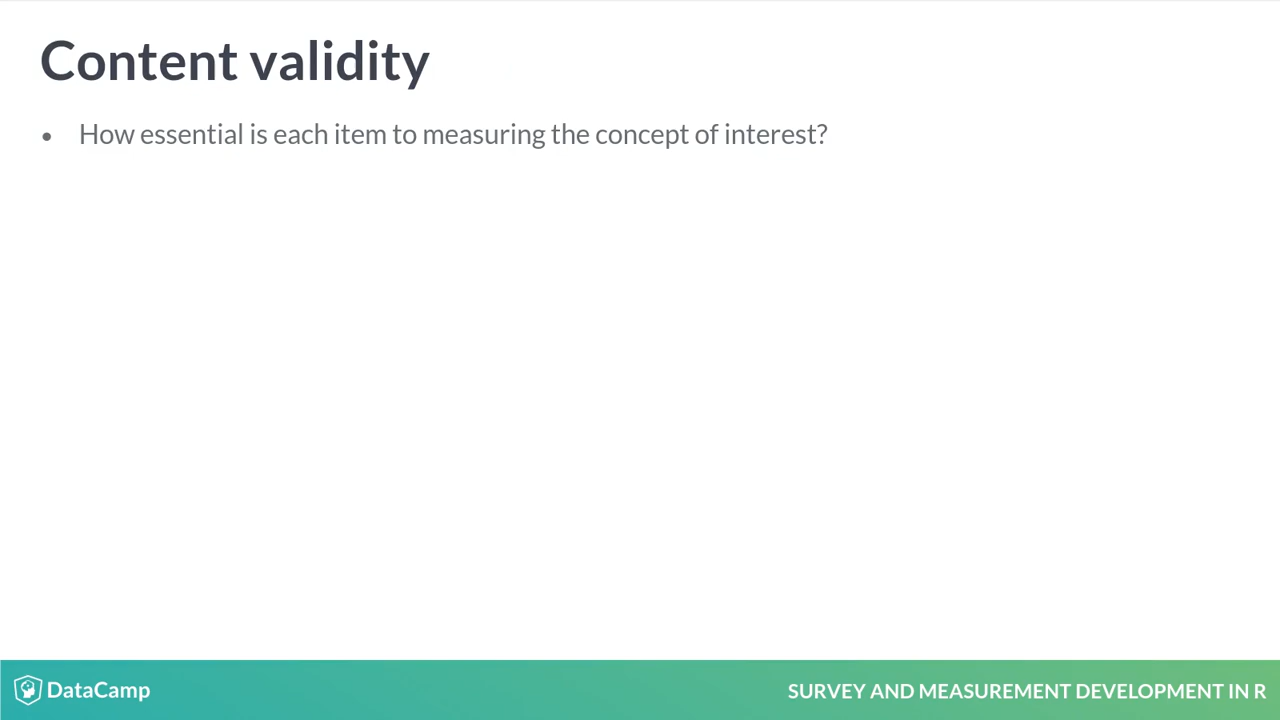 Content validity
• How essential is each item to measuring the concept of interest?
DataCamp
SURVEY AND MEASUREMENT DEVELOPMENT IN R